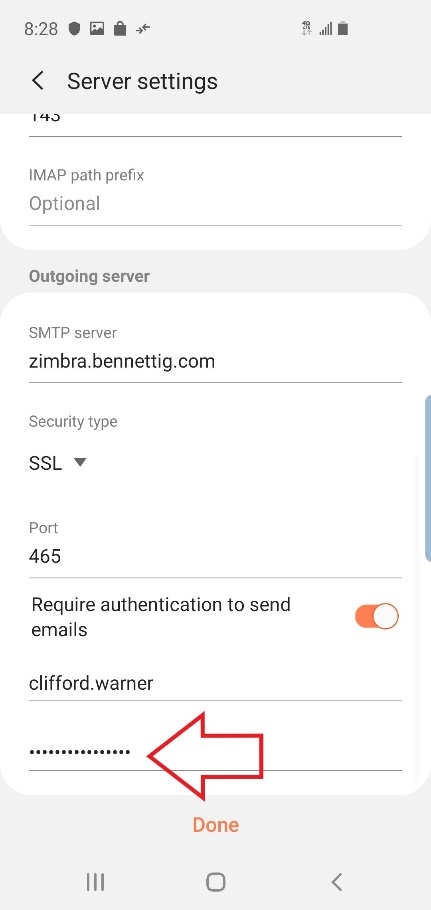 8:28
Server settings
143
IMAP path prefix
Optional
Outgoing server
SMTP server
zimbra.bennettig.com
Security type
SSL
Port
465
Require authentication to send
emails
clifford.warner
••••••••••••••••
Done